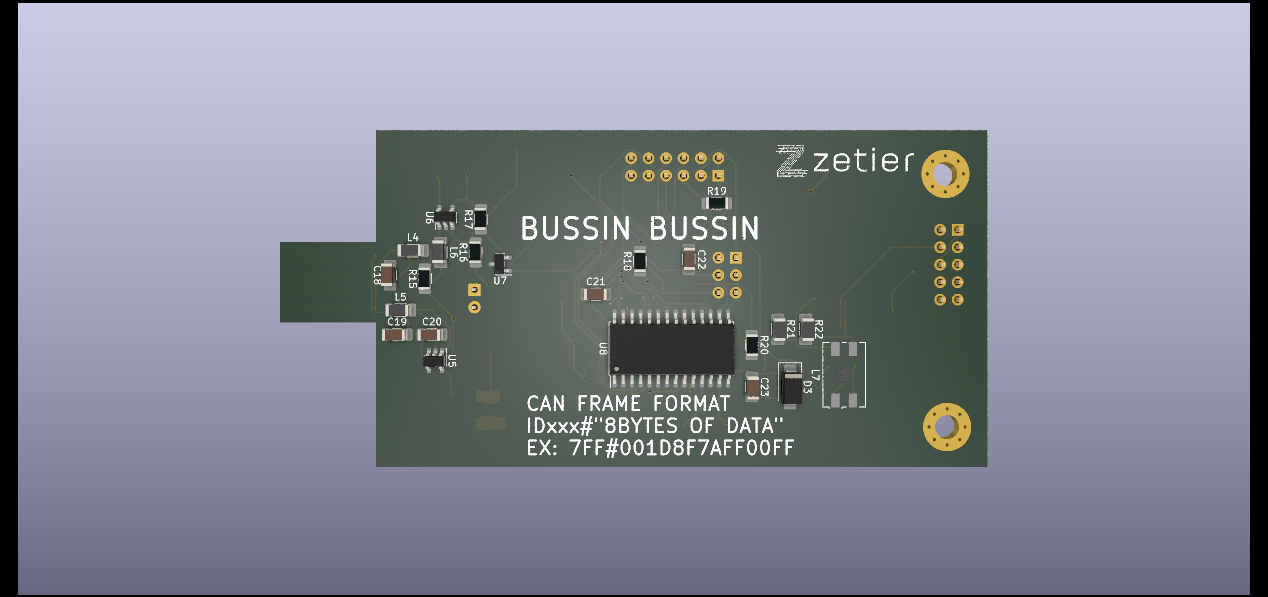 zetier
R19
U6
R17
BUSSIN BUSSIN
L4
L6
R16
R18
C22
C18
R15
U7
C21
L5
C19
C20
U8
R20
R21
R22
U5
L7
C23
D3
CAN FRAME FORMAT
IDxxx#"8BYTES OF DATA"
EX: 7FF#001D8F7AFF00FF